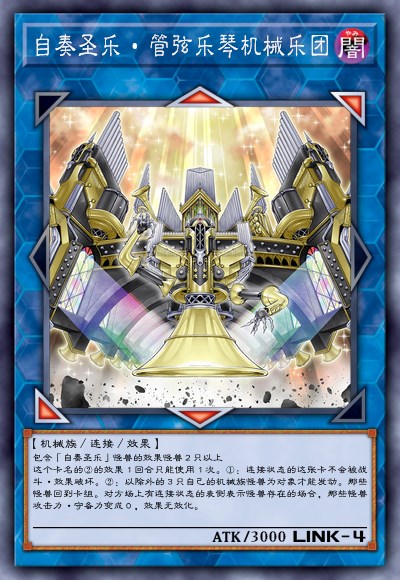 自奏圣乐·管弦乐琴机械乐团
やみ
闇
【机械族/连接/效果】
包含「自奏圣乐」怪兽的效果怪兽2只以上
这个卡名的②的效果1回合只能使用1次。①：连接状态的这张卡不会被战
斗·效果破坏。②：以除外的3只自己的机械族怪兽为对象才能发动。那些
怪兽回到卡组。对方场上有连接状态的表侧表示怪兽存在的场合，那些怪兽
攻击力·守备力变成0，效果无效化。
ATK/3000 LINK-4